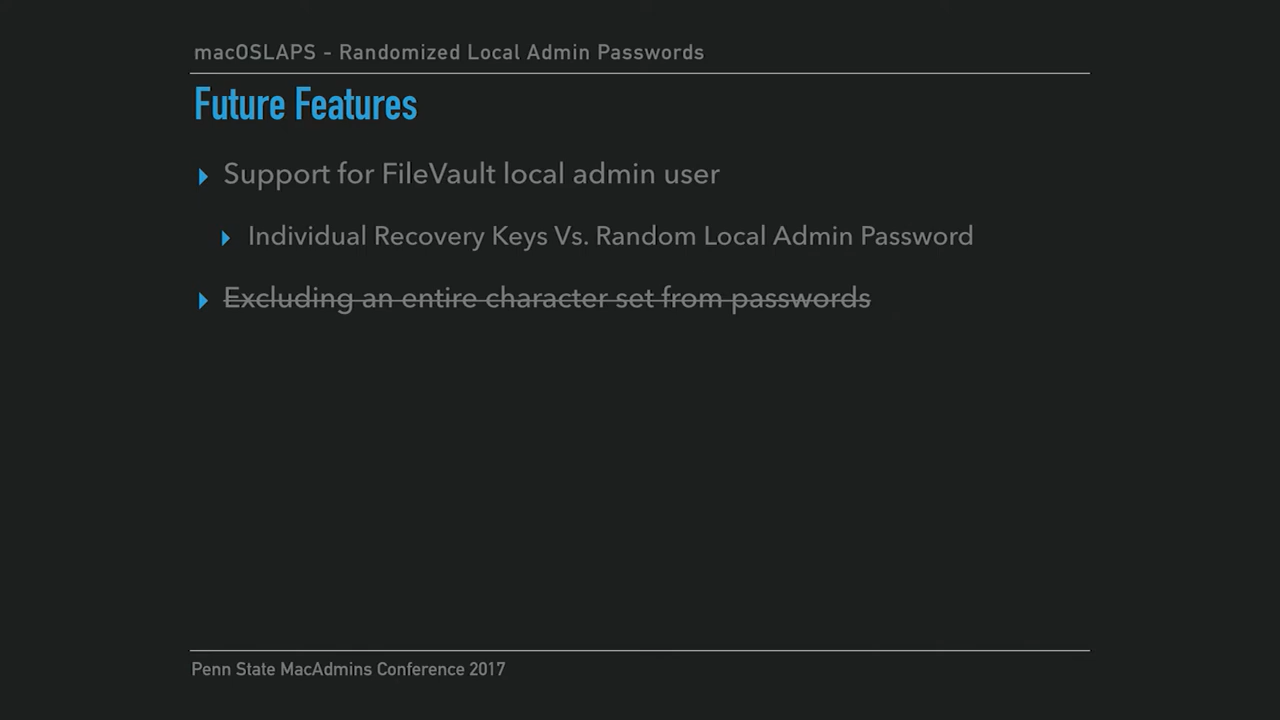 macOSLAPS - Randomized Local Admin Passwords
Future Features
Support for FileVault local admin user
Individual Recovery Keys Vs. Random Local Admin Password
Excluding an entire character set from passwords
Penn State MacAdmins Conference 2017